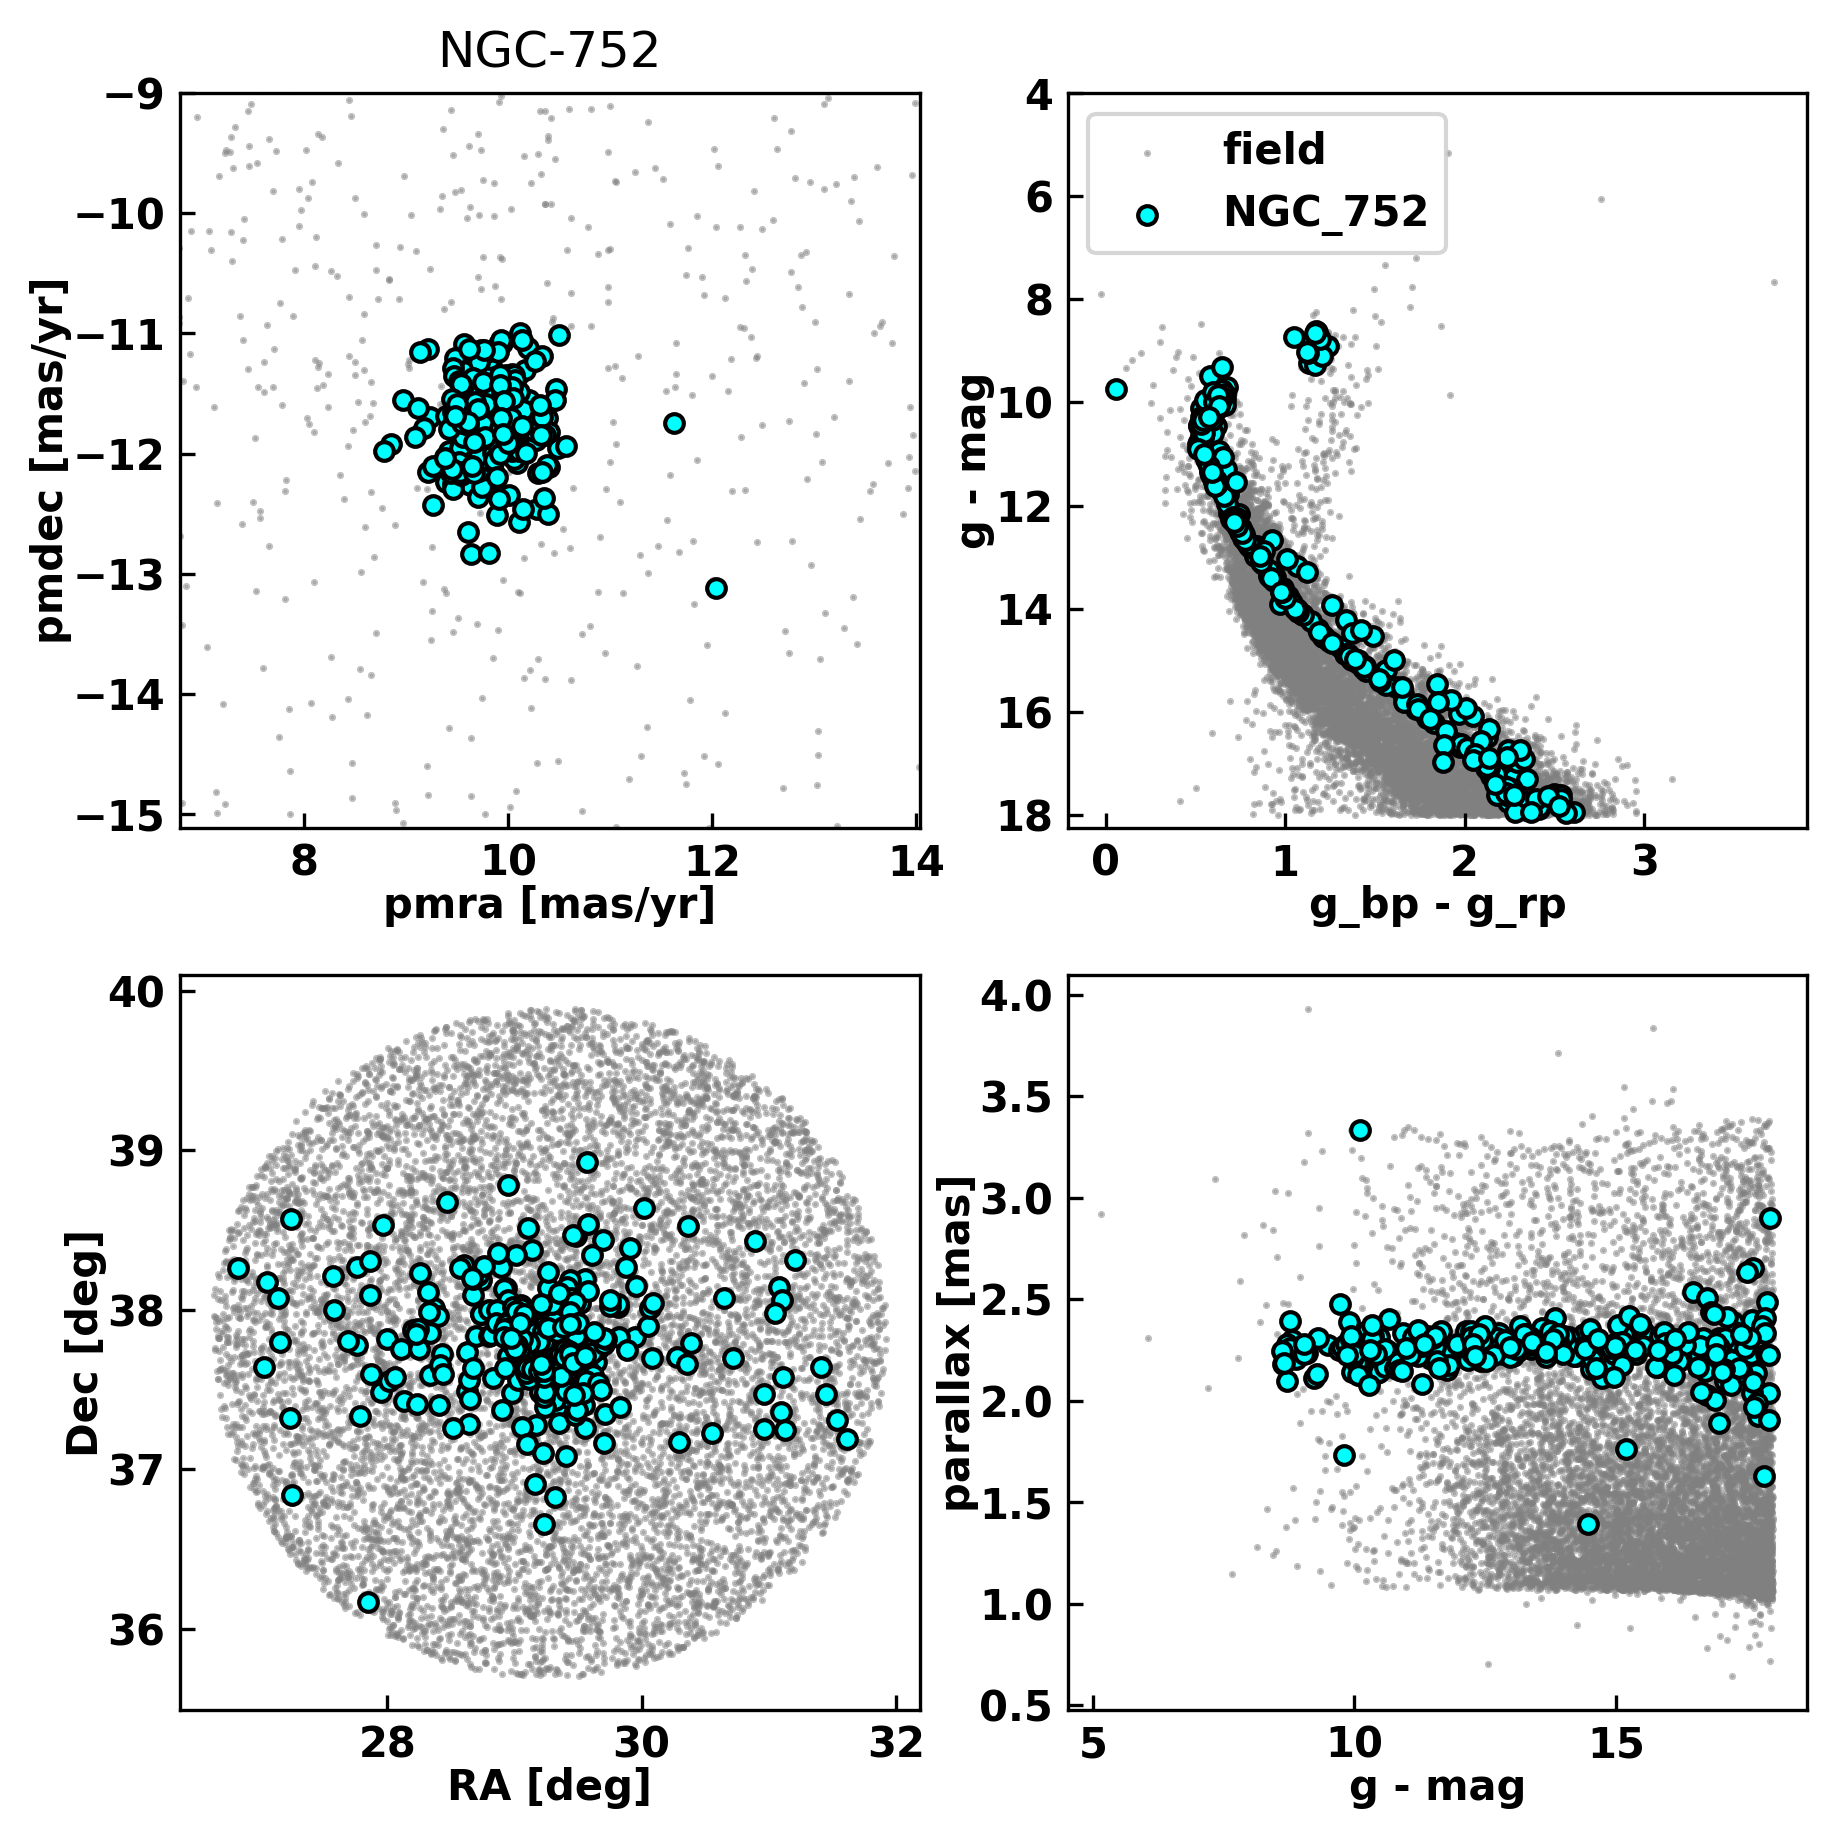 NGC-752
−9
−10
−11
−12
−13
−14
−15
pmdec [mas/yr]
8 10 12 14
pmra [mas/yr]
4
6
8
10
12
14
16
18
g - mag
field
NGC_752
0 1 2 3
g_bp - g_rp
40
39
38
37
36
Dec [deg]
28 30 32
RA [deg]
4.0
3.5
3.0
2.5
2.0
1.5
1.0
0.5
parallax [mas]
5 10 15
g - mag